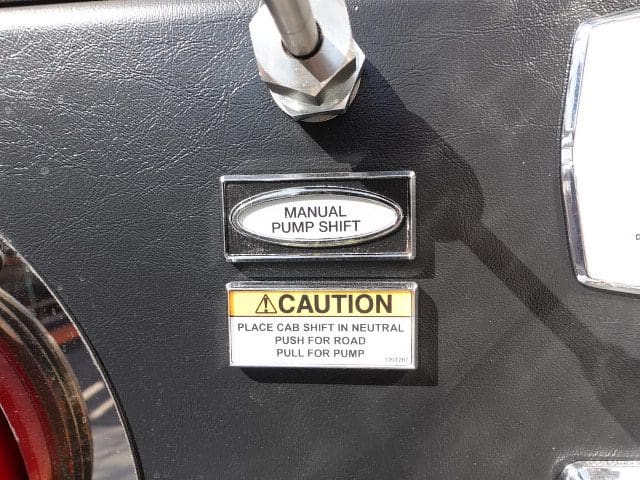 MANUAL
PUMP SHIFT
⚠CAUTION
PLACE CAB SHIFT IN NEUTRAL
PUSH FOR ROAD
PULL FOR PUMP